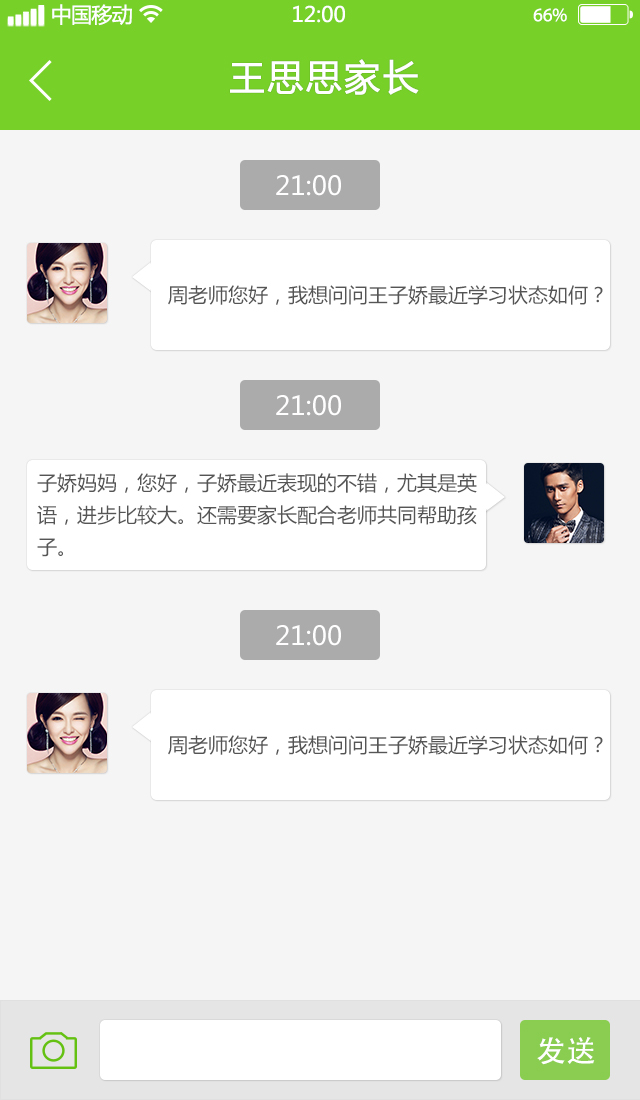 中国移动 12:00 66%
王思思家长
21:00
周老师您好，我想问问王子娇最近学习状态如何？
21:00
子娇妈妈，您好，子娇最近表现的不错，尤其是英
语，进步比较大。还需要家长配合老师共同帮助孩
子。
21:00
周老师您好，我想问问王子娇最近学习状态如何？
发送